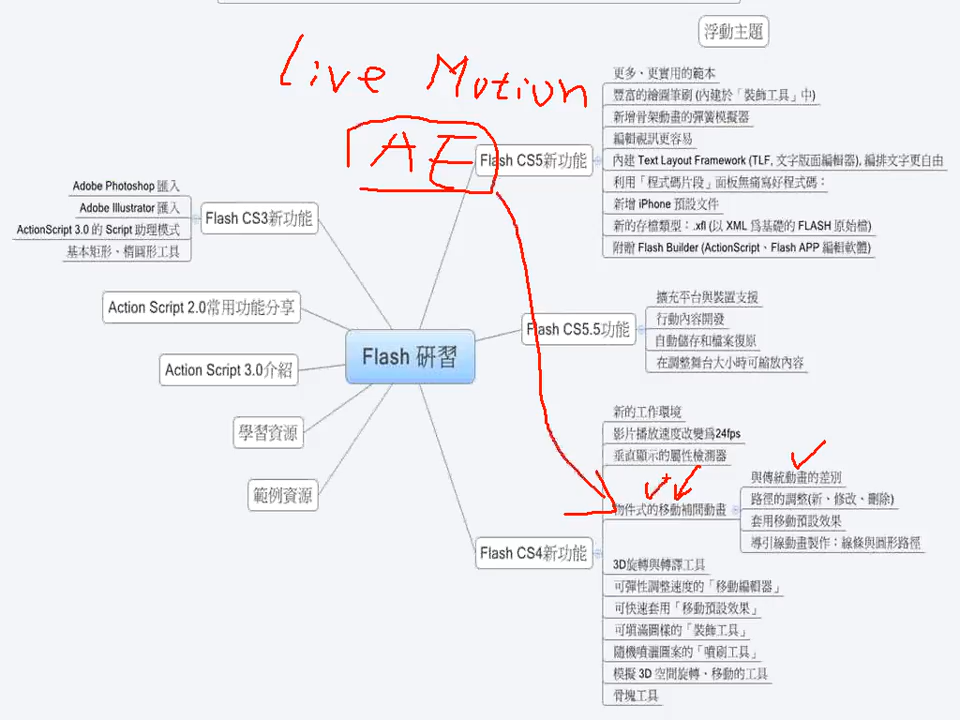 浮動主題
Live Motion
AE
Flash CS5新功能
更多、更實用的範本
豐富的繪圖筆刷 (內建於「裝飾工具」中)
新增骨架動畫的彈簧模擬器
編輯視訊更容易
內建 Text Layout Framework (TLF, 文字版面編輯器), 編排文字更自由
利用「程式碼片段」面板無痛寫好程式碼：
新增 iPhone 預設文件
新的存檔類型：.xfl (以 XML 為基礎的 FLASH 原始檔)
附贈 Flash Builder (ActionScript、Flash APP 編輯軟體)
Adobe Photoshop 匯入
Adobe Illustrator 匯入
ActionScript 3.0 的 Script 助理模式
基本矩形、橢圓形工具
Flash CS3新功能
Action Script 2.0常用功能分享
Action Script 3.0介紹
學習資源
範例資源
Flash 研習
Flash CS5.5功能
擴充平台與裝置支援
行動內容開發
自動儲存和檔案復原
在調整舞台大小時可縮放內容
Flash CS4新功能
新的工作環境
影片播放速度改變為24fps
垂直顯示的屬性檢測器
物件式的移動補間動畫
與傳統動畫的差別
路徑的調整(新、修改、刪除)
套用移動預設效果
導引線動畫製作：線條與圓形路徑
3D旋轉與轉譯工具
可彈性調整速度的「移動編輯器」
可快速套用「移動預設效果」
可填滿圖樣的「裝飾工具」
隨機噴灑圖案的「噴刷工具」
模擬 3D 空間旋轉、移動的工具
骨塊工具